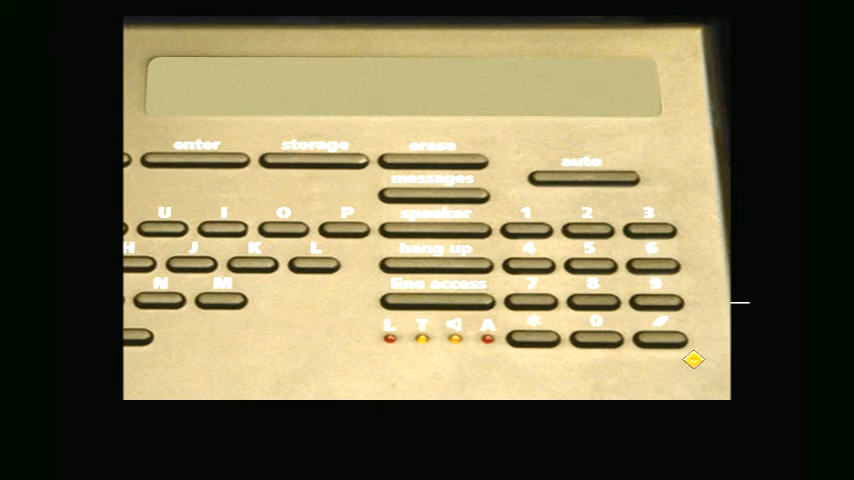 enter storage erase
auto
messages
U I O P speaker 1 2 3
H J K L hang up 4 5 6
N M line access 7 8 9
L T A * 0 //